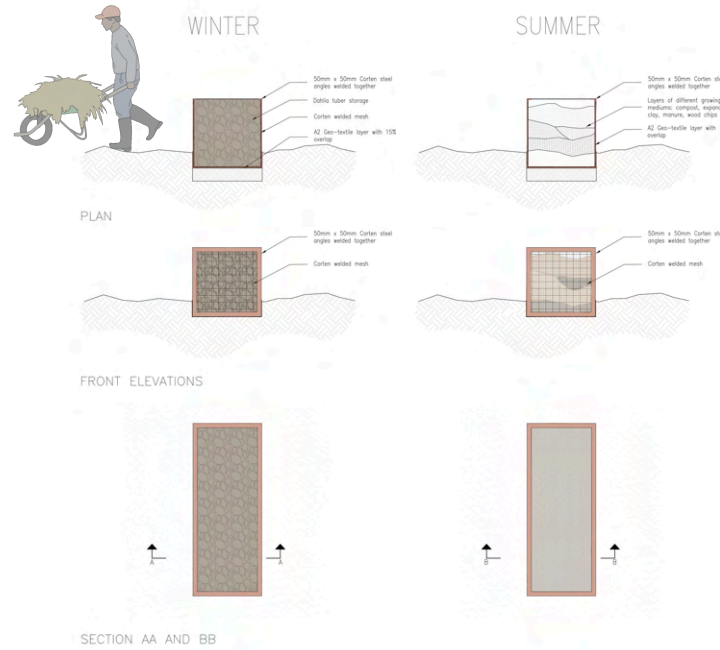 WINTER
SUMMER
50mm x 50mm Corten steel
angles welded together
Dahlia tuber storage
Corten welded mesh
A2 Geo-textile layer with 15%
overlap
50mm x 50mm Corten ste
angles welded together
Layers of different growing
mediums: compost, expand
clay, manure, wood chips
A2 Geo-textile layer with
overlap
PLAN
50mm x 50mm Corten steel
angles welded together
Corten welded mesh
50mm x 50mm Corten ste
angles welded together
Corten welded mesh
FRONT ELEVATIONS
A
A
B
B
SECTION AA AND BB